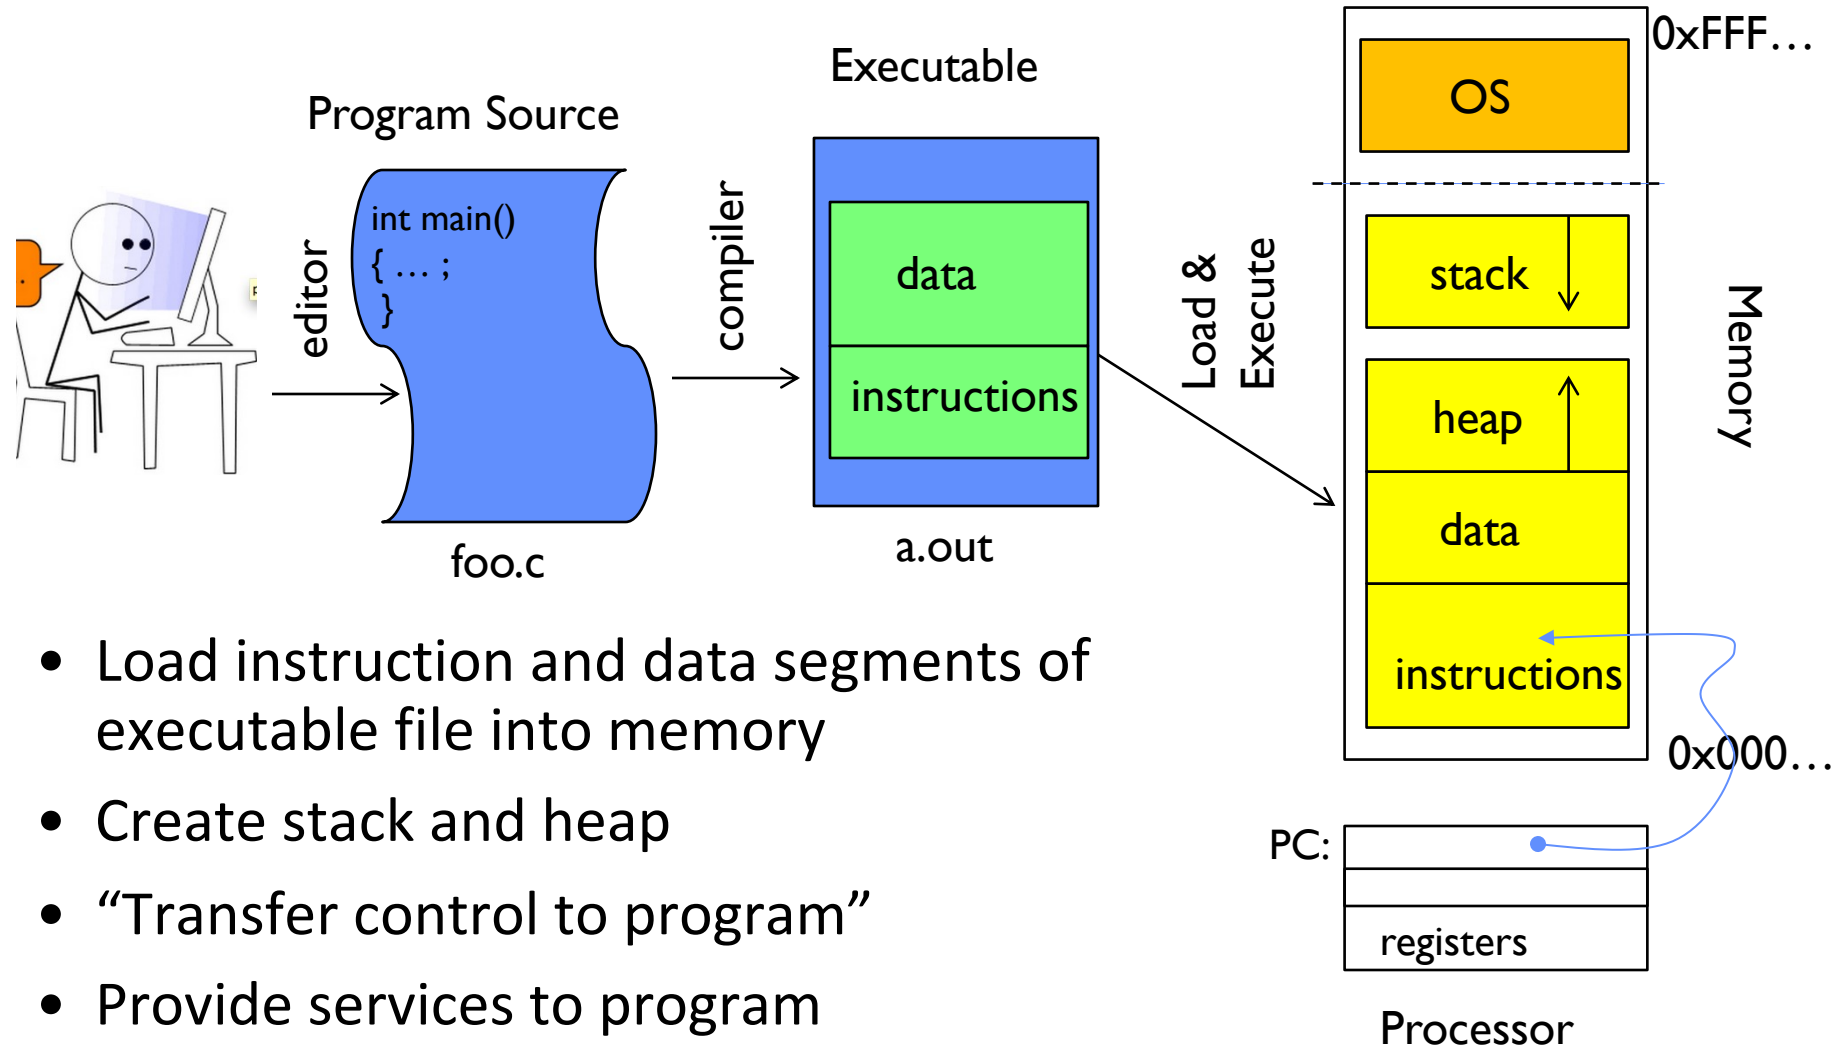 Program Source
int main()
{ … ;
}
foo.c
editor
compiler
Executable
data
instructions
a.out
Load &
Execute
0xFFF…
OS
stack
heap
data
instructions
0x000…
Memory
PC:
registers
Processor
• Load instruction and data segments of
executable file into memory
• Create stack and heap
• “Transfer control to program”
• Provide services to program